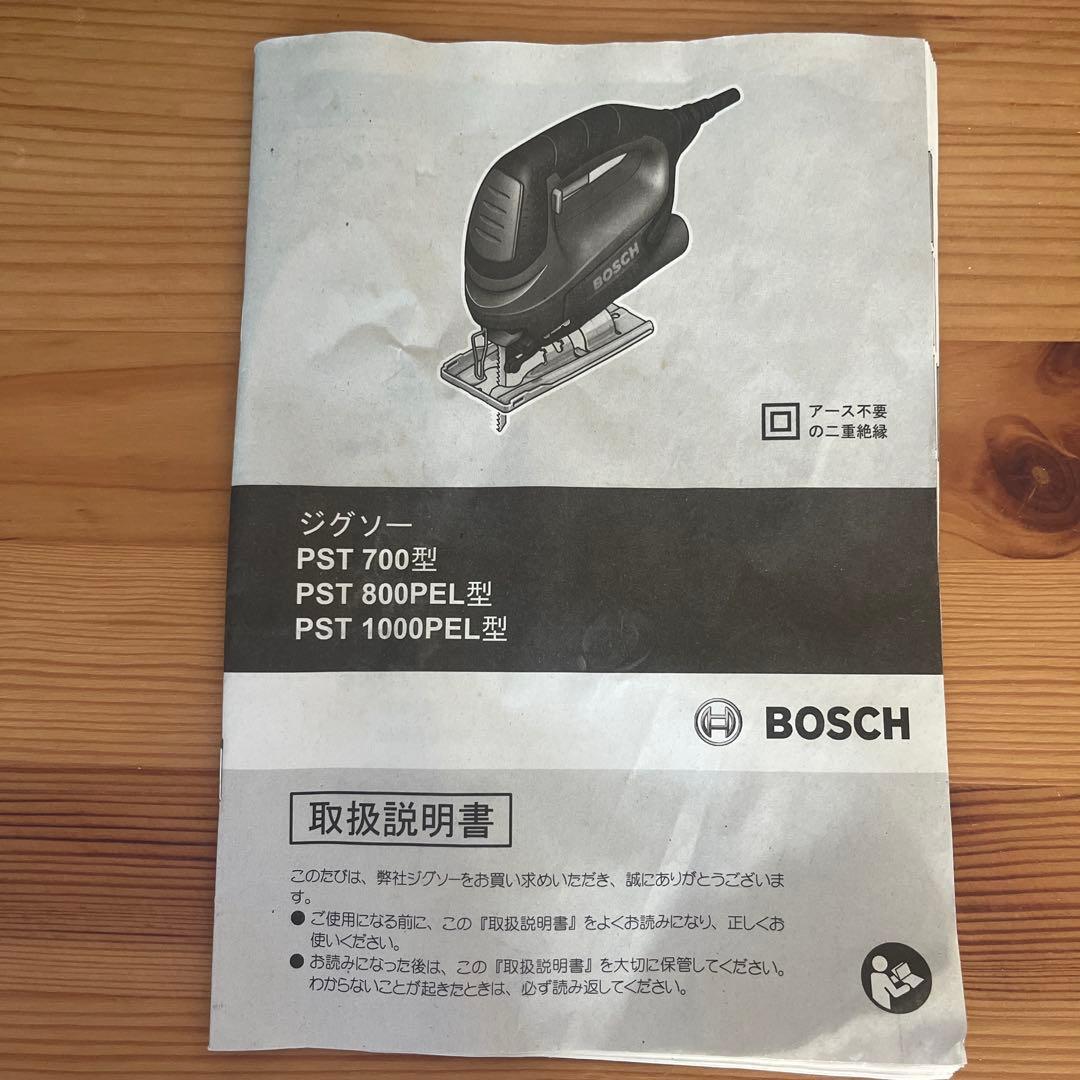 BOSCH
アース不要
の二重絶縁
ジグソー
PST 700型
PST 800PEL型
PST 1000PEL型
BOSCH
取扱説明書
このたびは、弊社ジグソーをお買い求めいただき、誠にありがとうございま
す。
● ご使用になる前に、この『取扱説明書』をよくお読みになり、正しくお
使いください。
● お読みになった後は、この『取扱説明書』を大切に保管してください。
わからないことが起きたときは、必ず読み返してください。